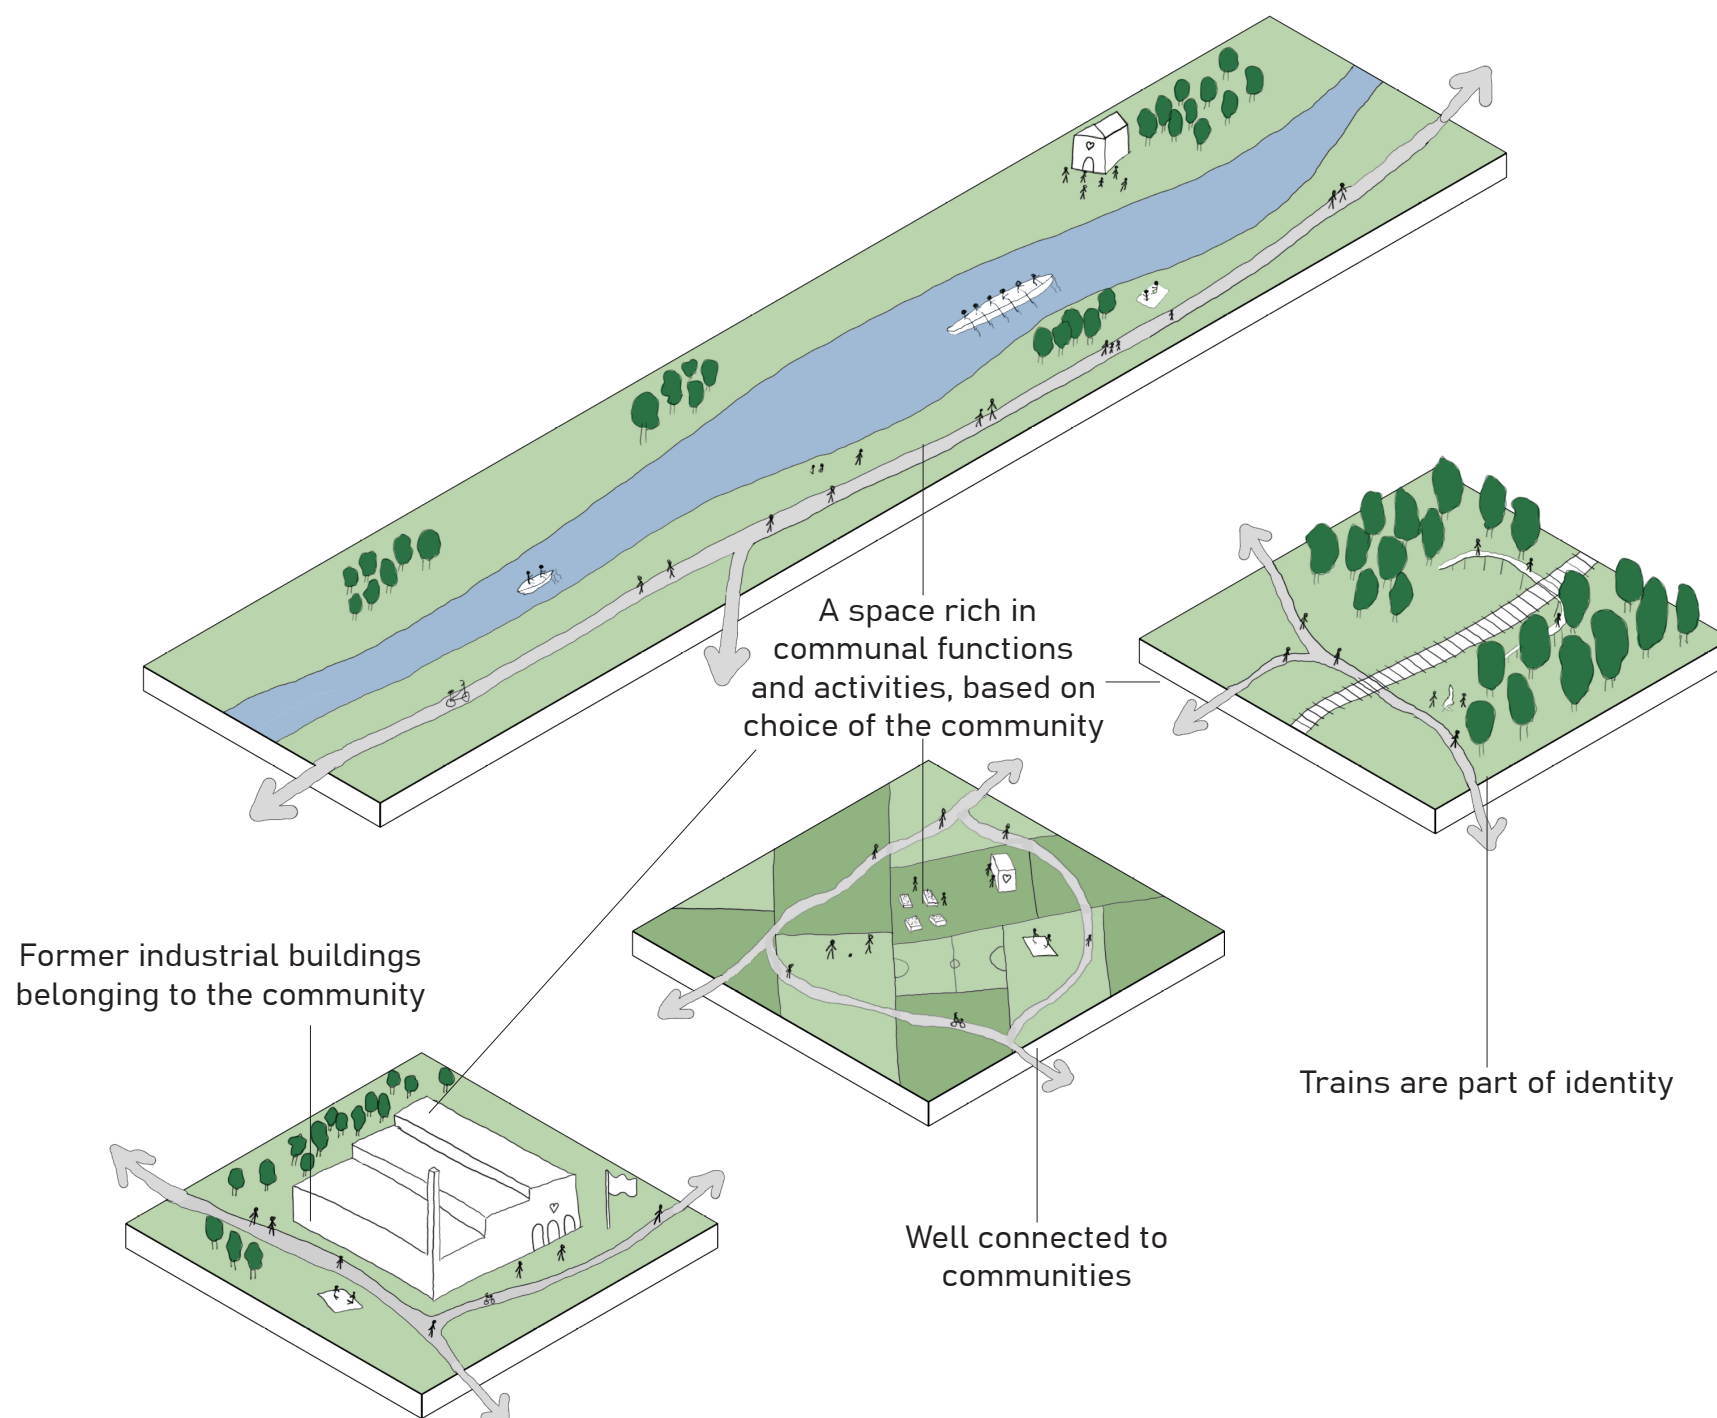 A space rich in
communal functions
and activities, based on
choice of the community
Former industrial buildings
belonging to the community
Trains are part of identity
Well connected to
communities